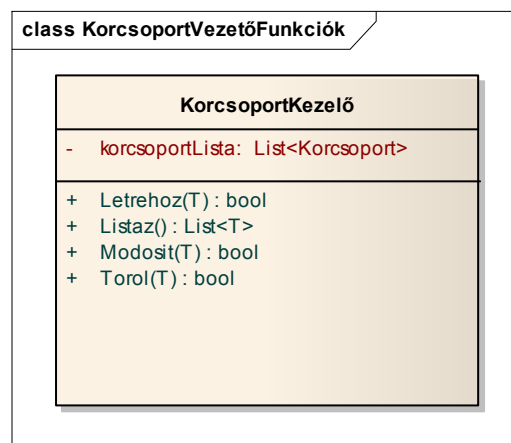 class KorcsoportVezetőFunkciók
KorcsoportKezelő
- korcsoportLista: List<Korcsoport>
+ Letrehoz(T) : bool
+ Listaz() : List<T>
+ Modosit(T) : bool
+ Torol(T) : bool